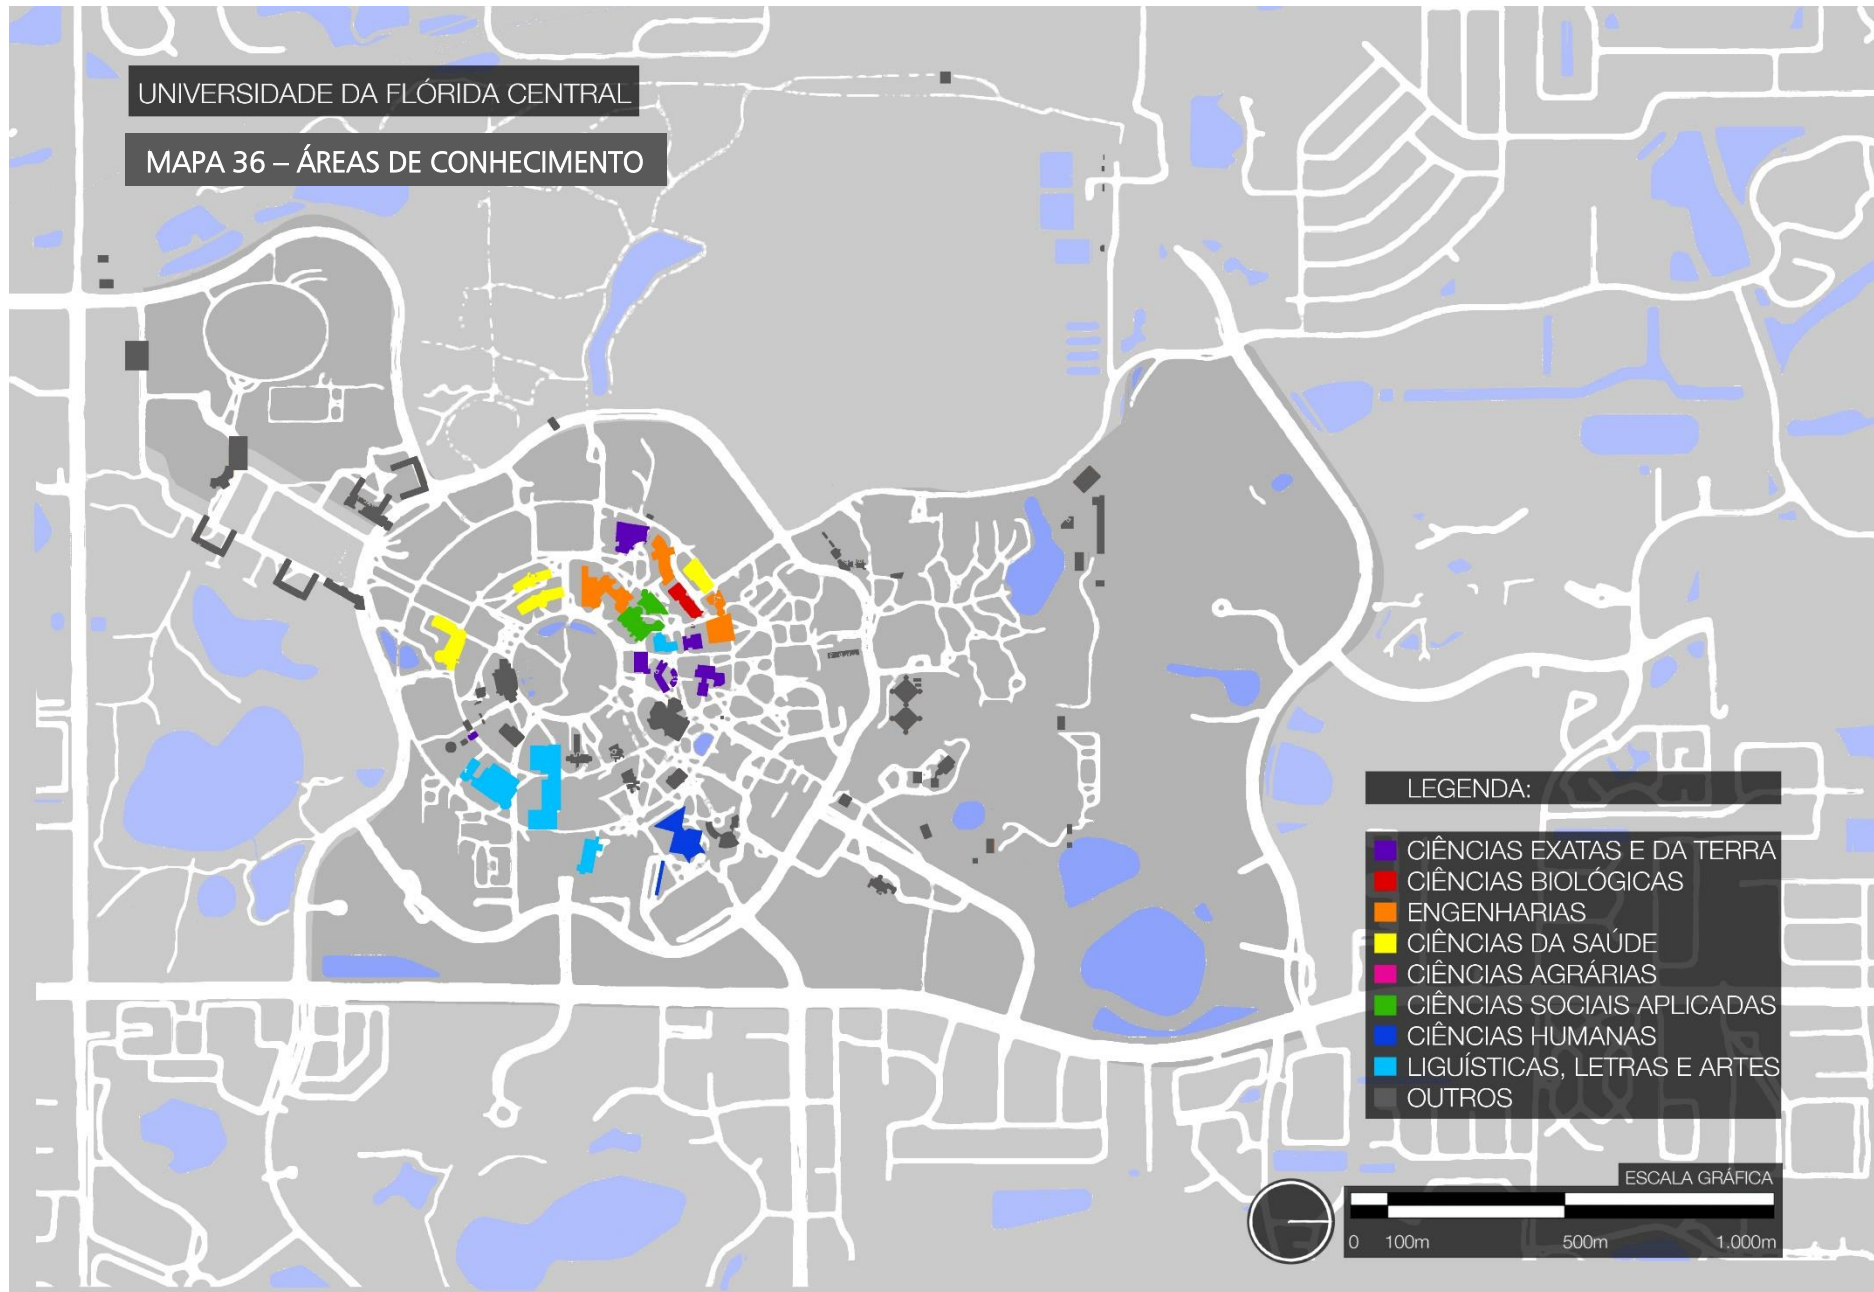 UNIVERSIDADE DA FLÓRIDA CENTRAL
MAPA 36 – ÁREAS DE CONHECIMENTO
LEGENDA:
CIÊNCIAS EXATAS E DA TERRA
CIÊNCIAS BIOLÓGICAS
ENGENHARIAS
CIÊNCIAS DA SAÚDE
CIÊNCIAS AGRÁRIAS
CIÊNCIAS SOCIAIS APLICADAS
CIÊNCIAS HUMANAS
LIGUÍSTICAS, LETRAS E ARTES
OUTROS
ESCALA GRÁFICA
0 100m 500m 1.000m